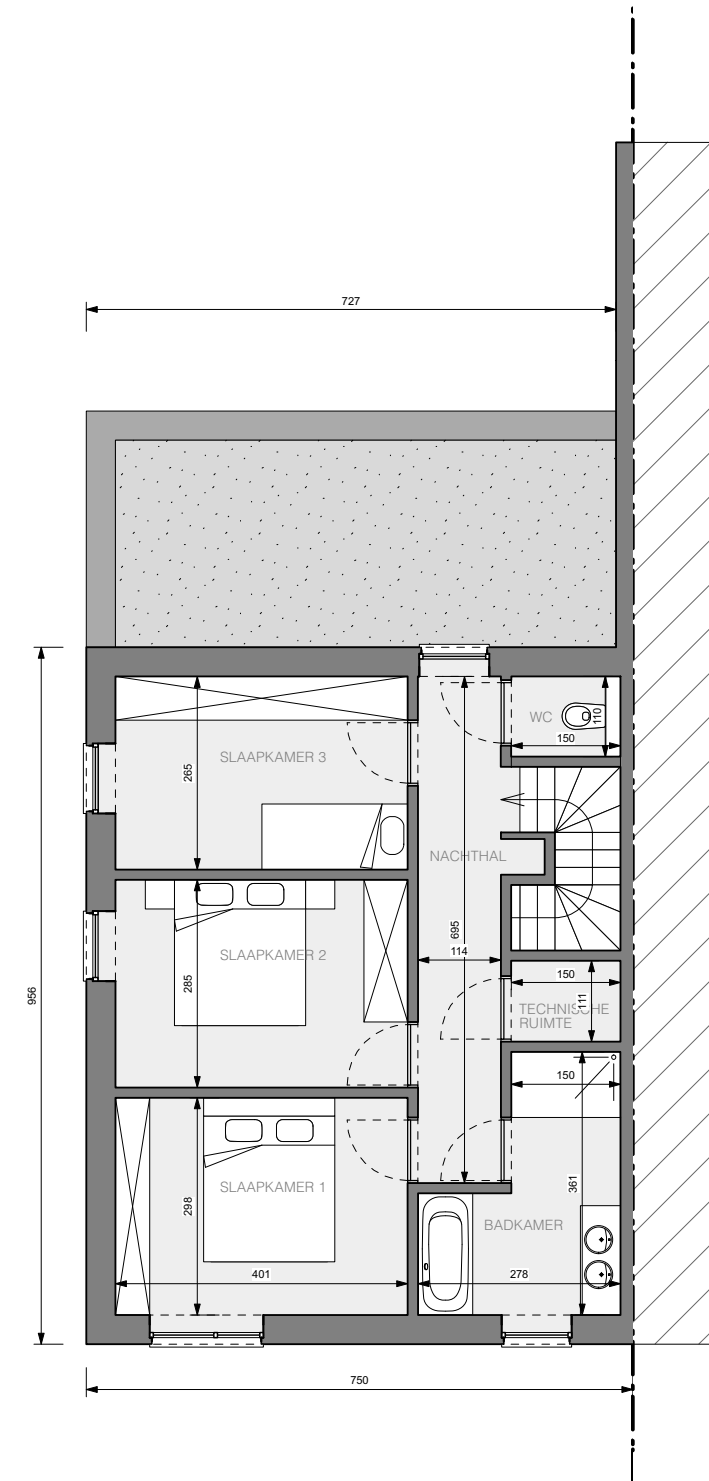 727
WC
110
150
SLAAPKAMER 3
265
NACHTHAL
695
114
SLAAPKAMER 2
285
150
111
TECHNISCHE
RUIMTE
956
150
SLAAPKAMER 1
298
361
BADKAMER
401
278
750